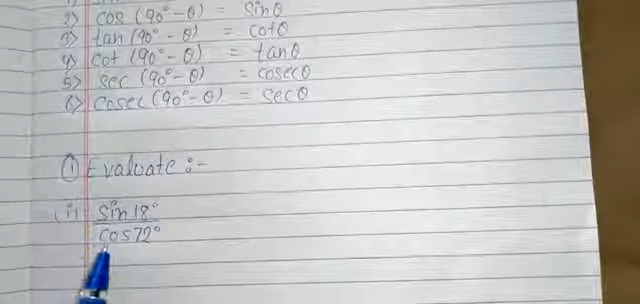 2) cos (90° - θ) = sinθ
3) tan (90° - θ) = cotθ
4) cot (90° - θ) = tanθ
5) sec (90° - θ) = cosecθ
6) cosec (90° - θ) = secθ
① Evaluate :-
(i) sin 18°
cos 72°